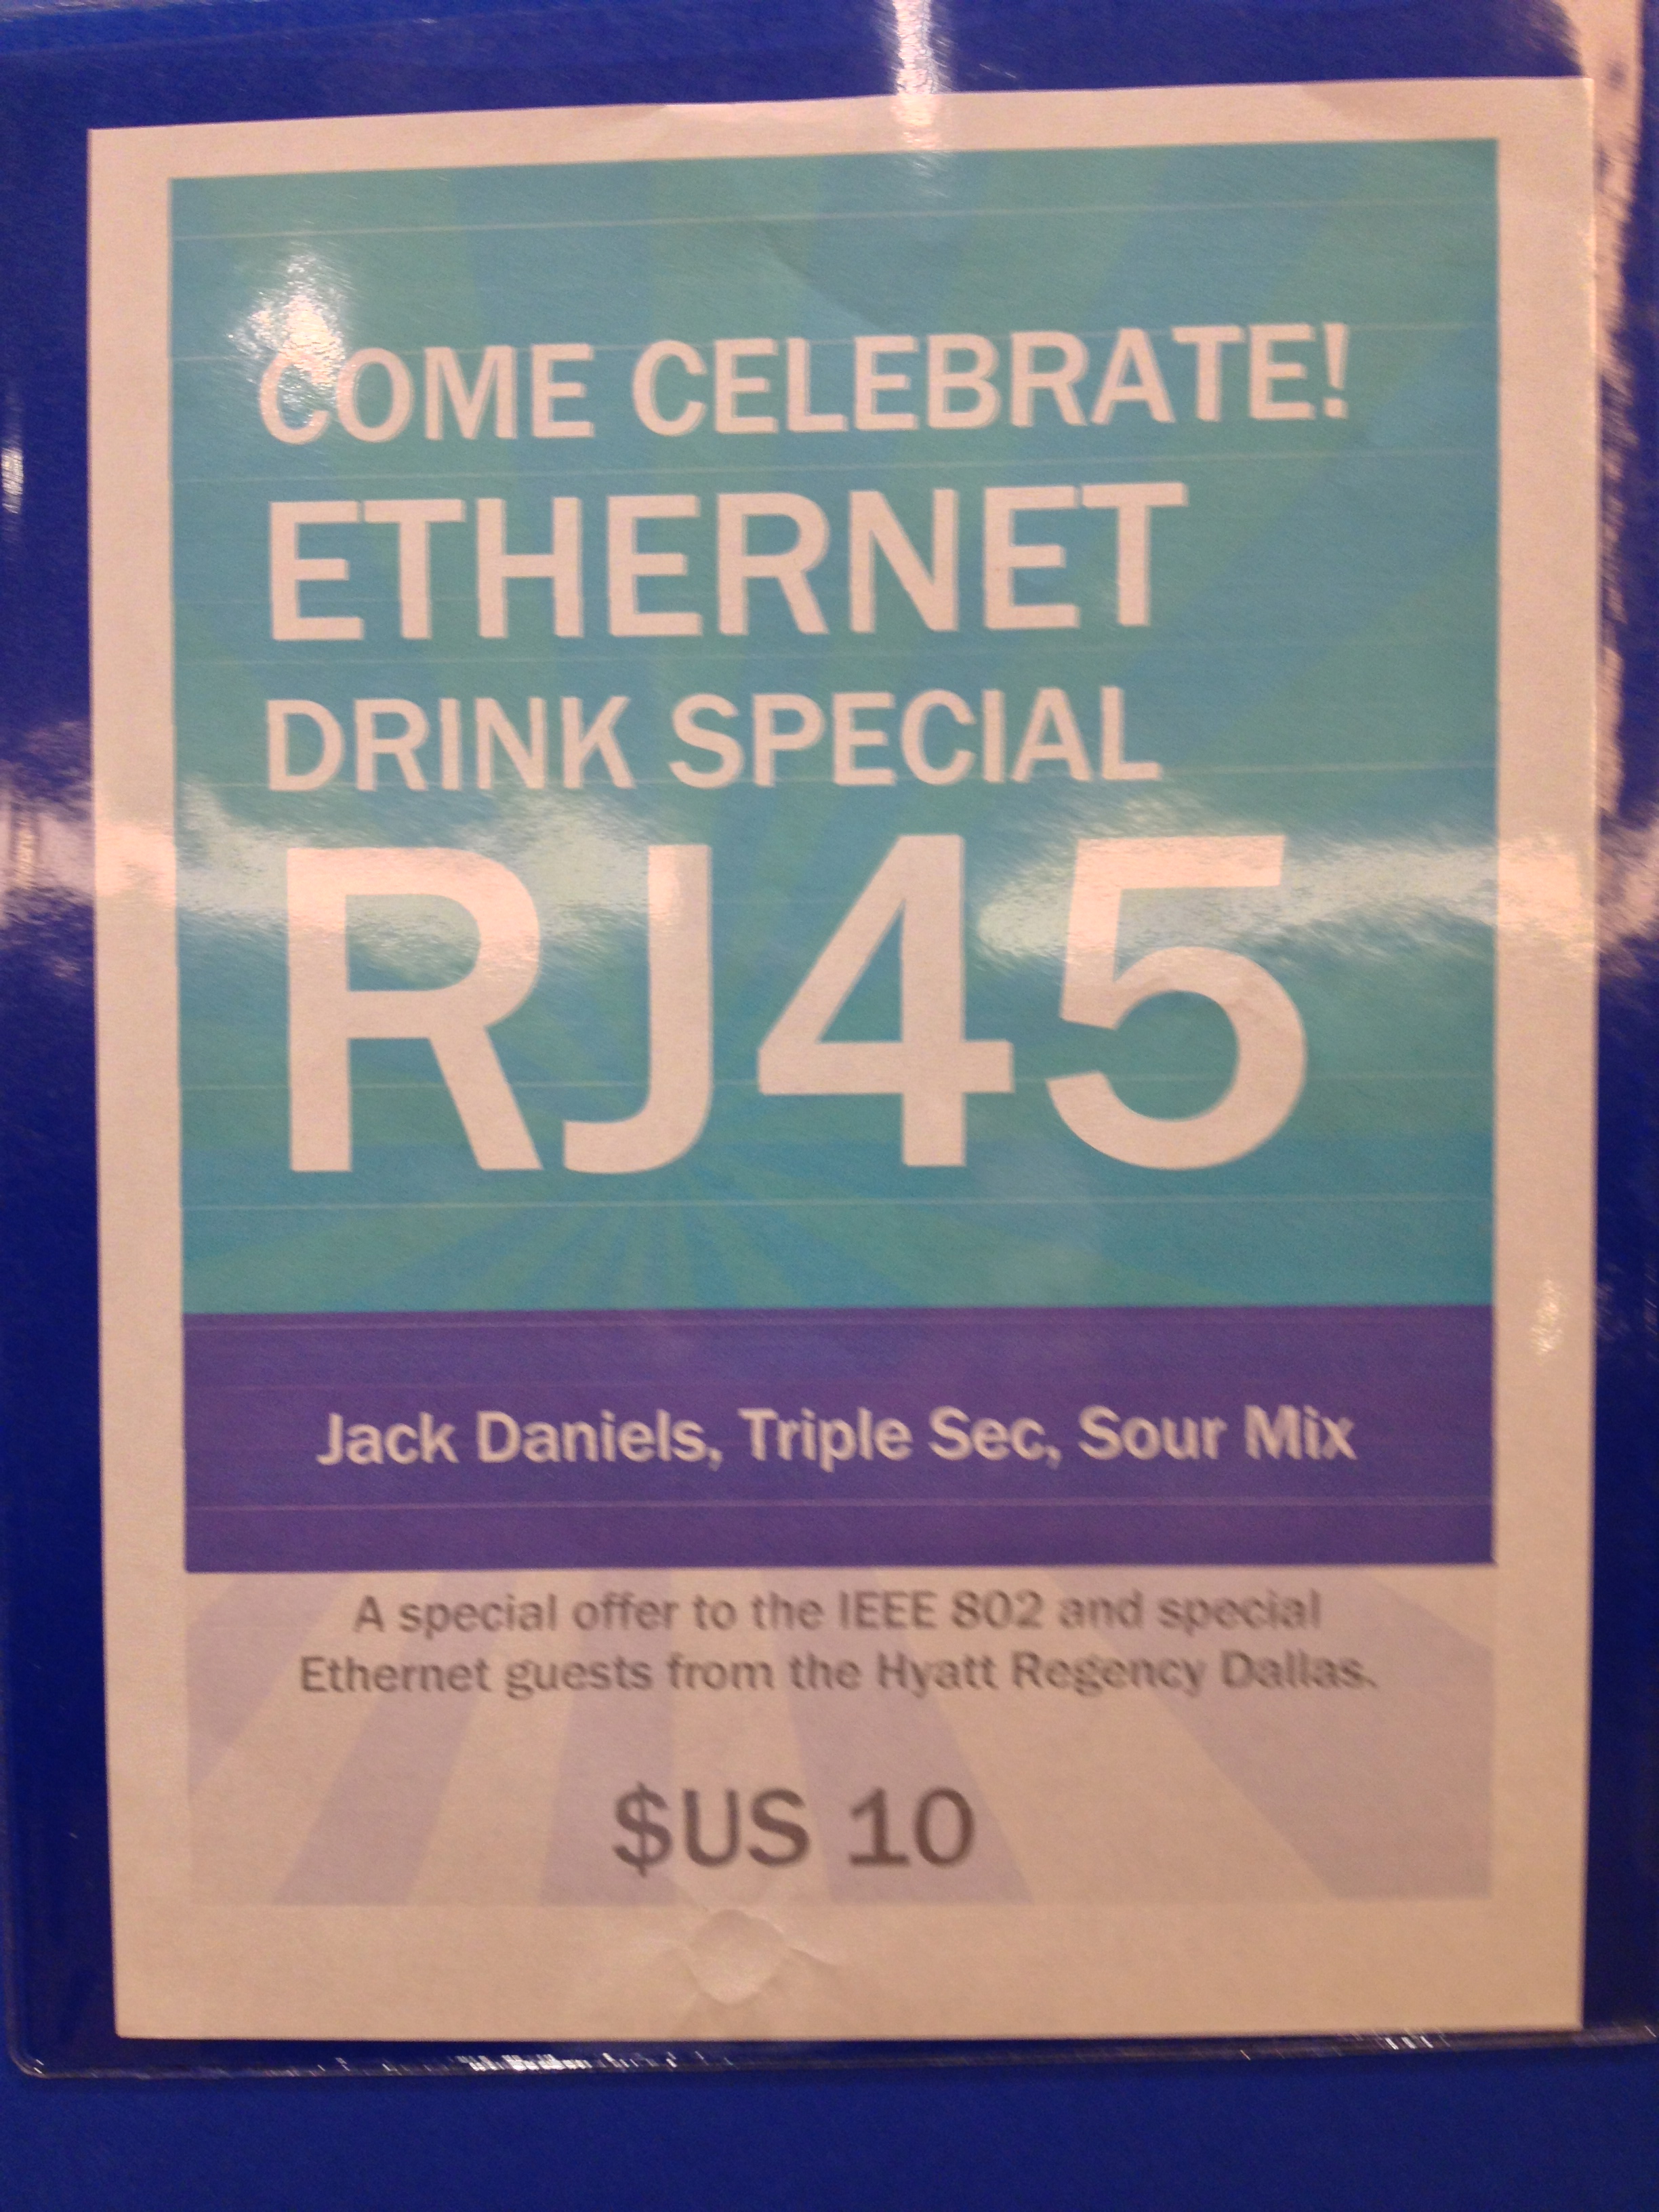 COME CELEBRATE!
ETHERNET
DRINK SPECIAL
RJ45
Jack Daniels, Triple Sec, Sour Mix
A special offer to the IEEE 802 and special
Ethernet guests from the Hyatt Regency Dallas.
$US 10